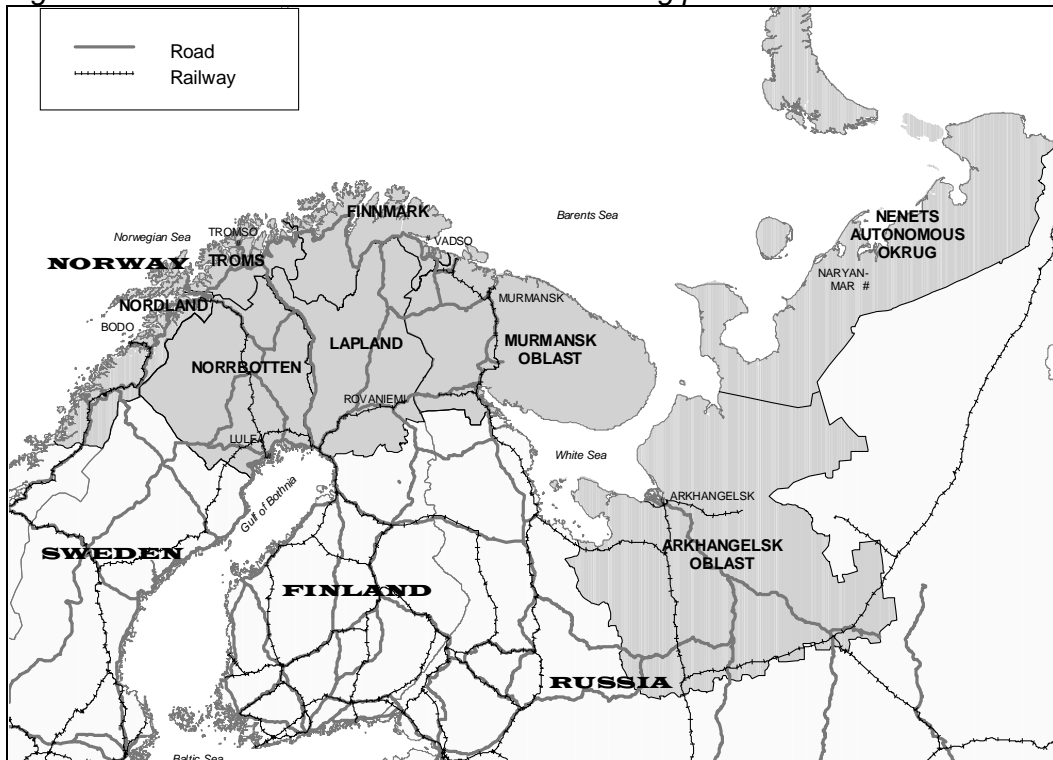 Road
Railway
Barents Sea
FINNMARK
Norwegian Sea
TROMSO
VADSO
NENETS
AUTONOMOUS
OKRUG
NORWAY
TROMS
NARYAN-
MAR #
NORDLAND
MURMANSK
BODO
LAPLAND
MURMANSK
OBLAST
NORRBOTTEN
ROVANIEMI
LULEA
White Sea
Gulf of Bothnia
ARKHANGELSK
SWEDEN
ARKHANGELSK
OBLAST
FINLAND
RUSSIA
Baltic Sea